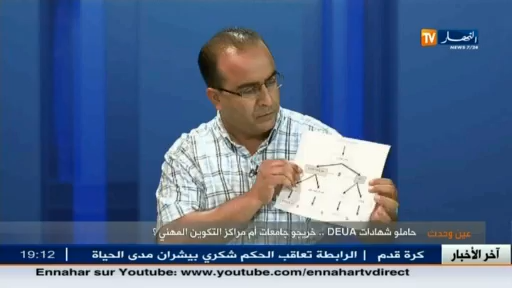 النهار TV
NEWS 7/24
عين وحدث
حاملو شهادات DEUA .. خريجو جامعات أم مراكز التكوين المهني ؟
19:12 كرة قدم | الرابطة تعاقب الحكم شكري بيشران مدى الحياة آخر الأخبار
Ennahar sur Youtube: www.youtube.com/ennahartvdirect